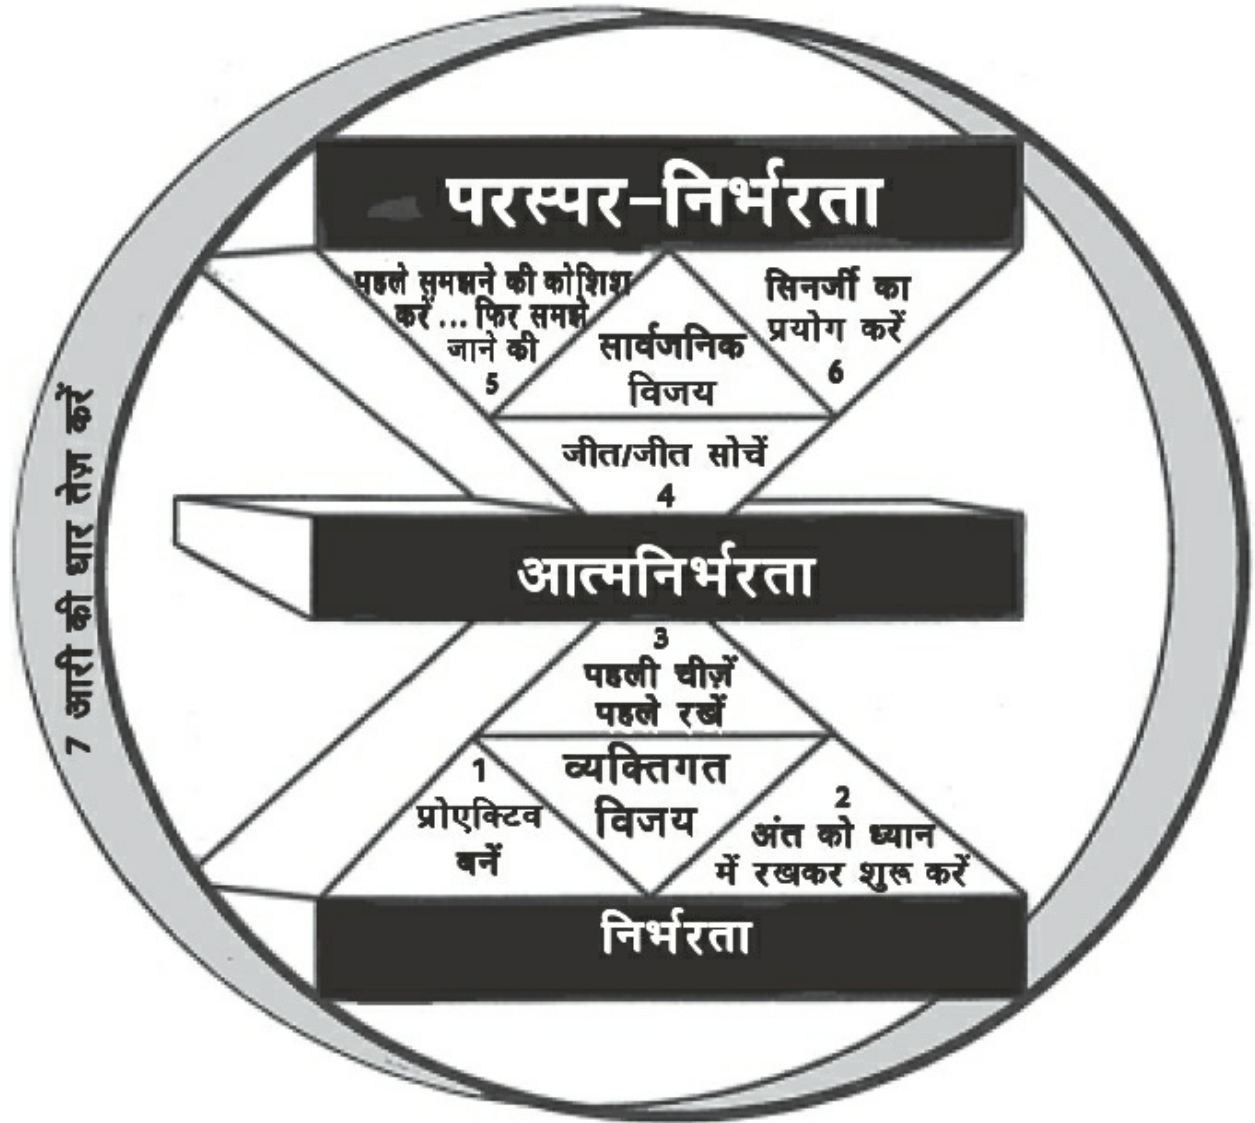 परस्पर-निर्भरता
पहले समझने की कोशिश
करें ... फिर समझे
जाने की
5
सार्वजनिक
विजय
सिनर्जी का
प्रयोग करें
6
जीत/जीत सोचें
4
7 आरी की धार तेज़ करें
आत्मनिर्भरता
3
पहली चीज़ें
पहले रखें
1
प्रोएक्टिव
बनें
व्यक्तिगत
विजय
2
अंत को ध्यान
में रखकर शुरू करें
निर्भरता